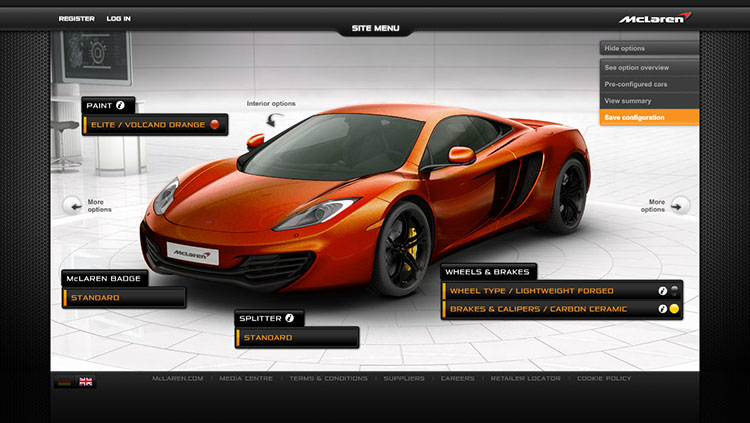 REGISTER LOG IN
SITE MENU
McLaren
Hide options
See option overview
Pre-configured cars
View summary
Save configuration
PAINT
ELITE / VOLCANO ORANGE
Interior options
More
options
More
options
McLaren
McLAREN BADGE
STANDARD
SPLITTER
STANDARD
WHEELS & BRAKES
WHEEL TYPE / LIGHTWEIGHT FORGED
BRAKES & CALIPERS / CARBON CERAMIC
McLAREN.COM | MEDIA CENTRE | TERMS & CONDITIONS | SUPPLIERS | CAREERS | RETAILER LOCATOR | COOKIE POLICY